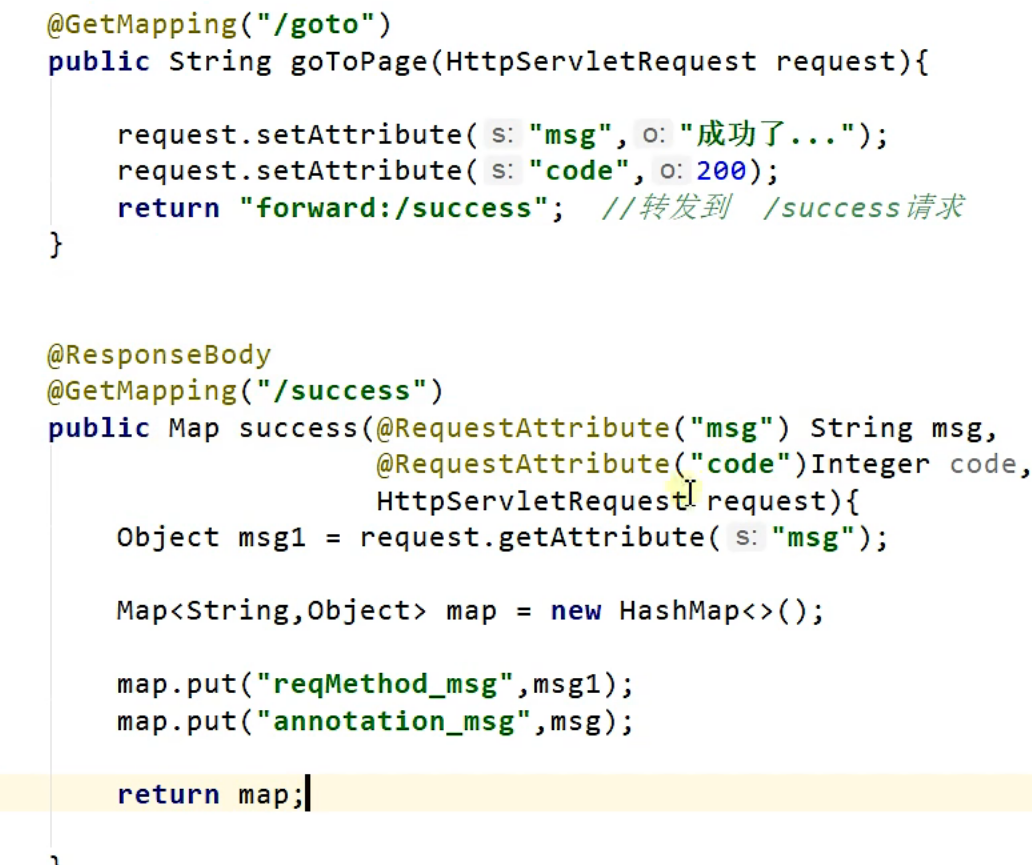 @GetMapping("/goto")
public String goToPage(HttpServletRequest request){
request.setAttribute( s: "msg", o: "成功了...");
request.setAttribute( s: "code", o: 200);
return "forward:/success";  //转发到  /success请求
}
@ResponseBody
@GetMapping("/success")
public Map success(@RequestAttribute("msg") String msg,
@RequestAttribute("code")Integer code,
HttpServletRequest request){
Object msg1 = request.getAttribute( s: "msg");
Map<String,Object> map = new HashMap<>();
map.put("reqMethod_msg",msg1);
map.put("annotation_msg",msg);
return map;
}